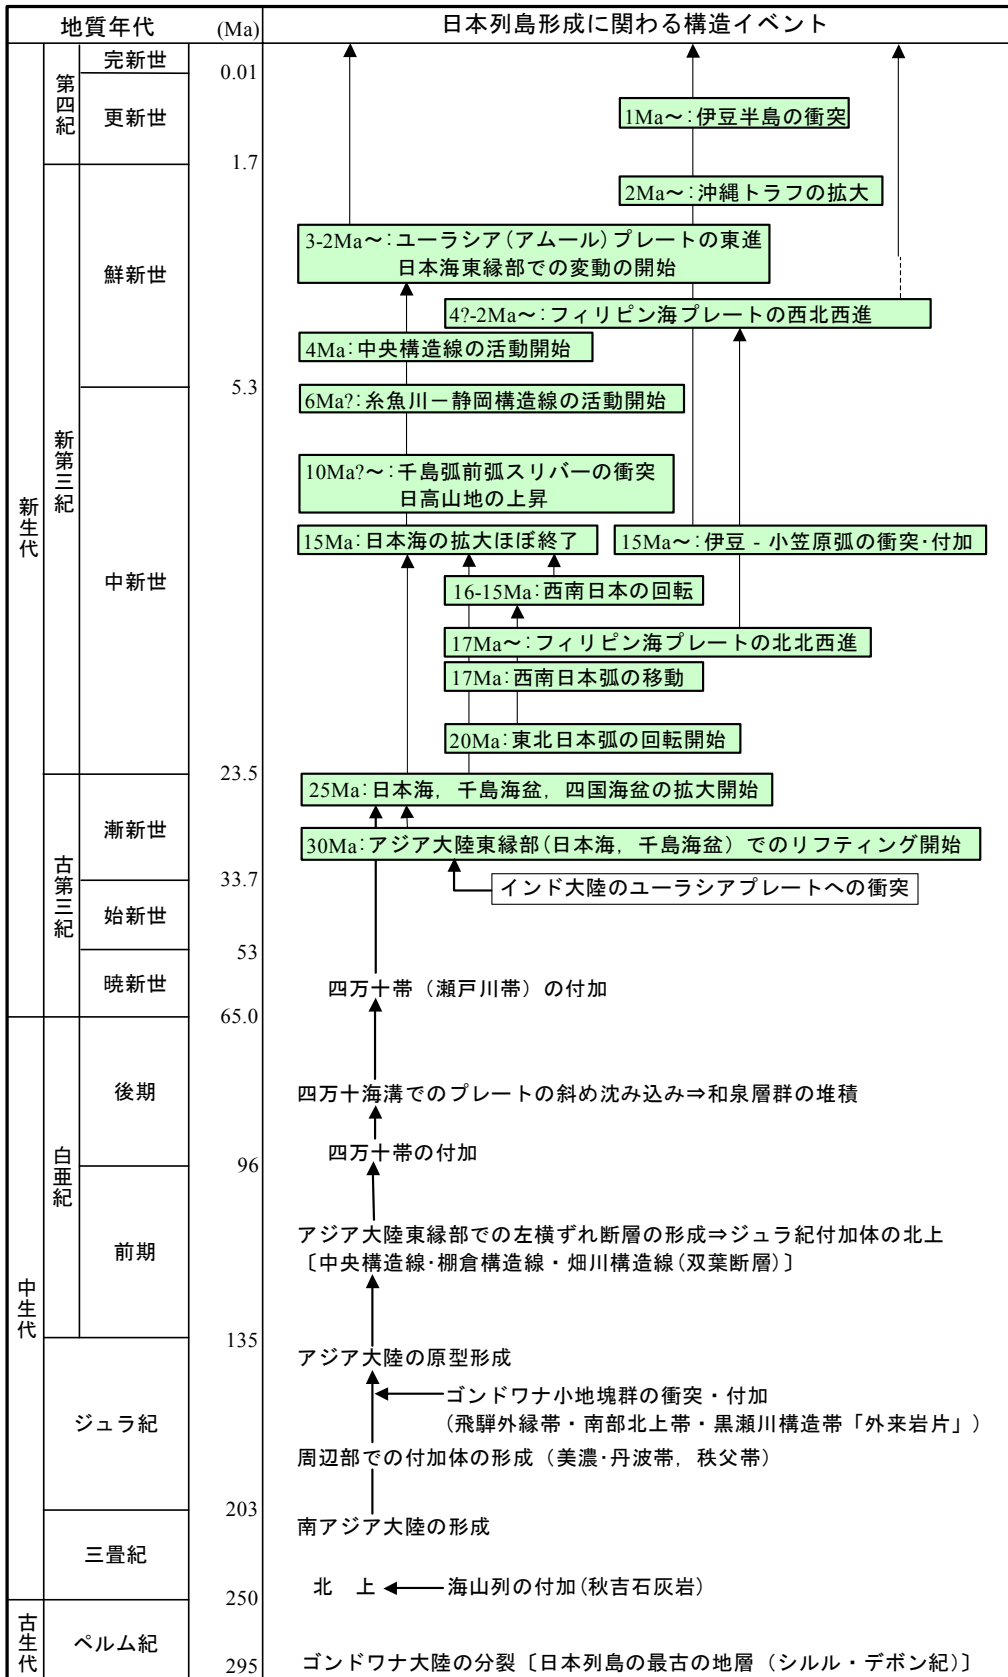 地質年代 (Ma) 日本列島形成に関わる構造イベント
新生代
第四紀
完新世
0.01
更新世
1.7
新第三紀
鮮新世
5.3
中新世
23.5
古第三紀
漸新世
33.7
始新世
53
暁新世
65.0
中生代
白亜紀
後期
96
前期
135
ジュラ紀
203
三畳紀
250
古生代
ペルム紀
295
1Ma～:伊豆半島の衝突
2Ma～:沖縄トラフの拡大
3-2Ma～:ユーラシア(アムール)プレートの東進
日本海東縁部での変動の開始
4?-2Ma～:フィリピン海プレートの西北西進
4Ma:中央構造線の活動開始
6Ma?:糸魚川－静岡構造線の活動開始
10Ma?～:千島弧前弧スリバーの衝突
日高山地の上昇
15Ma:日本海の拡大ほぼ終了
15Ma～:伊豆 - 小笠原弧の衝突･付加
16-15Ma:西南日本の回転
17Ma～:フィリピン海プレートの北北西進
17Ma:西南日本弧の移動
20Ma:東北日本弧の回転開始
25Ma:日本海，千島海盆，四国海盆の拡大開始
30Ma:アジア大陸東縁部(日本海，千島海盆）でのリフティング開始
インド大陸のユーラシアプレートへの衝突
四万十帯（瀬戸川帯）の付加
四万十海溝でのプレートの斜め沈み込み⇒和泉層群の堆積
四万十帯の付加
アジア大陸東縁部での左横ずれ断層の形成⇒ジュラ紀付加体の北上
〔中央構造線･棚倉構造線・畑川構造線(双葉断層)〕
アジア大陸の原型形成
ゴンドワナ小地塊群の衝突・付加
(飛騨外縁帯・南部北上帯・黒瀬川構造帯「外来岩片」)
周辺部での付加体の形成（美濃･丹波帯，秩父帯）
南アジア大陸の形成
北　上 海山列の付加(秋吉石灰岩)
ゴンドワナ大陸の分裂〔日本列島の最古の地層（シルル・デボン紀)〕